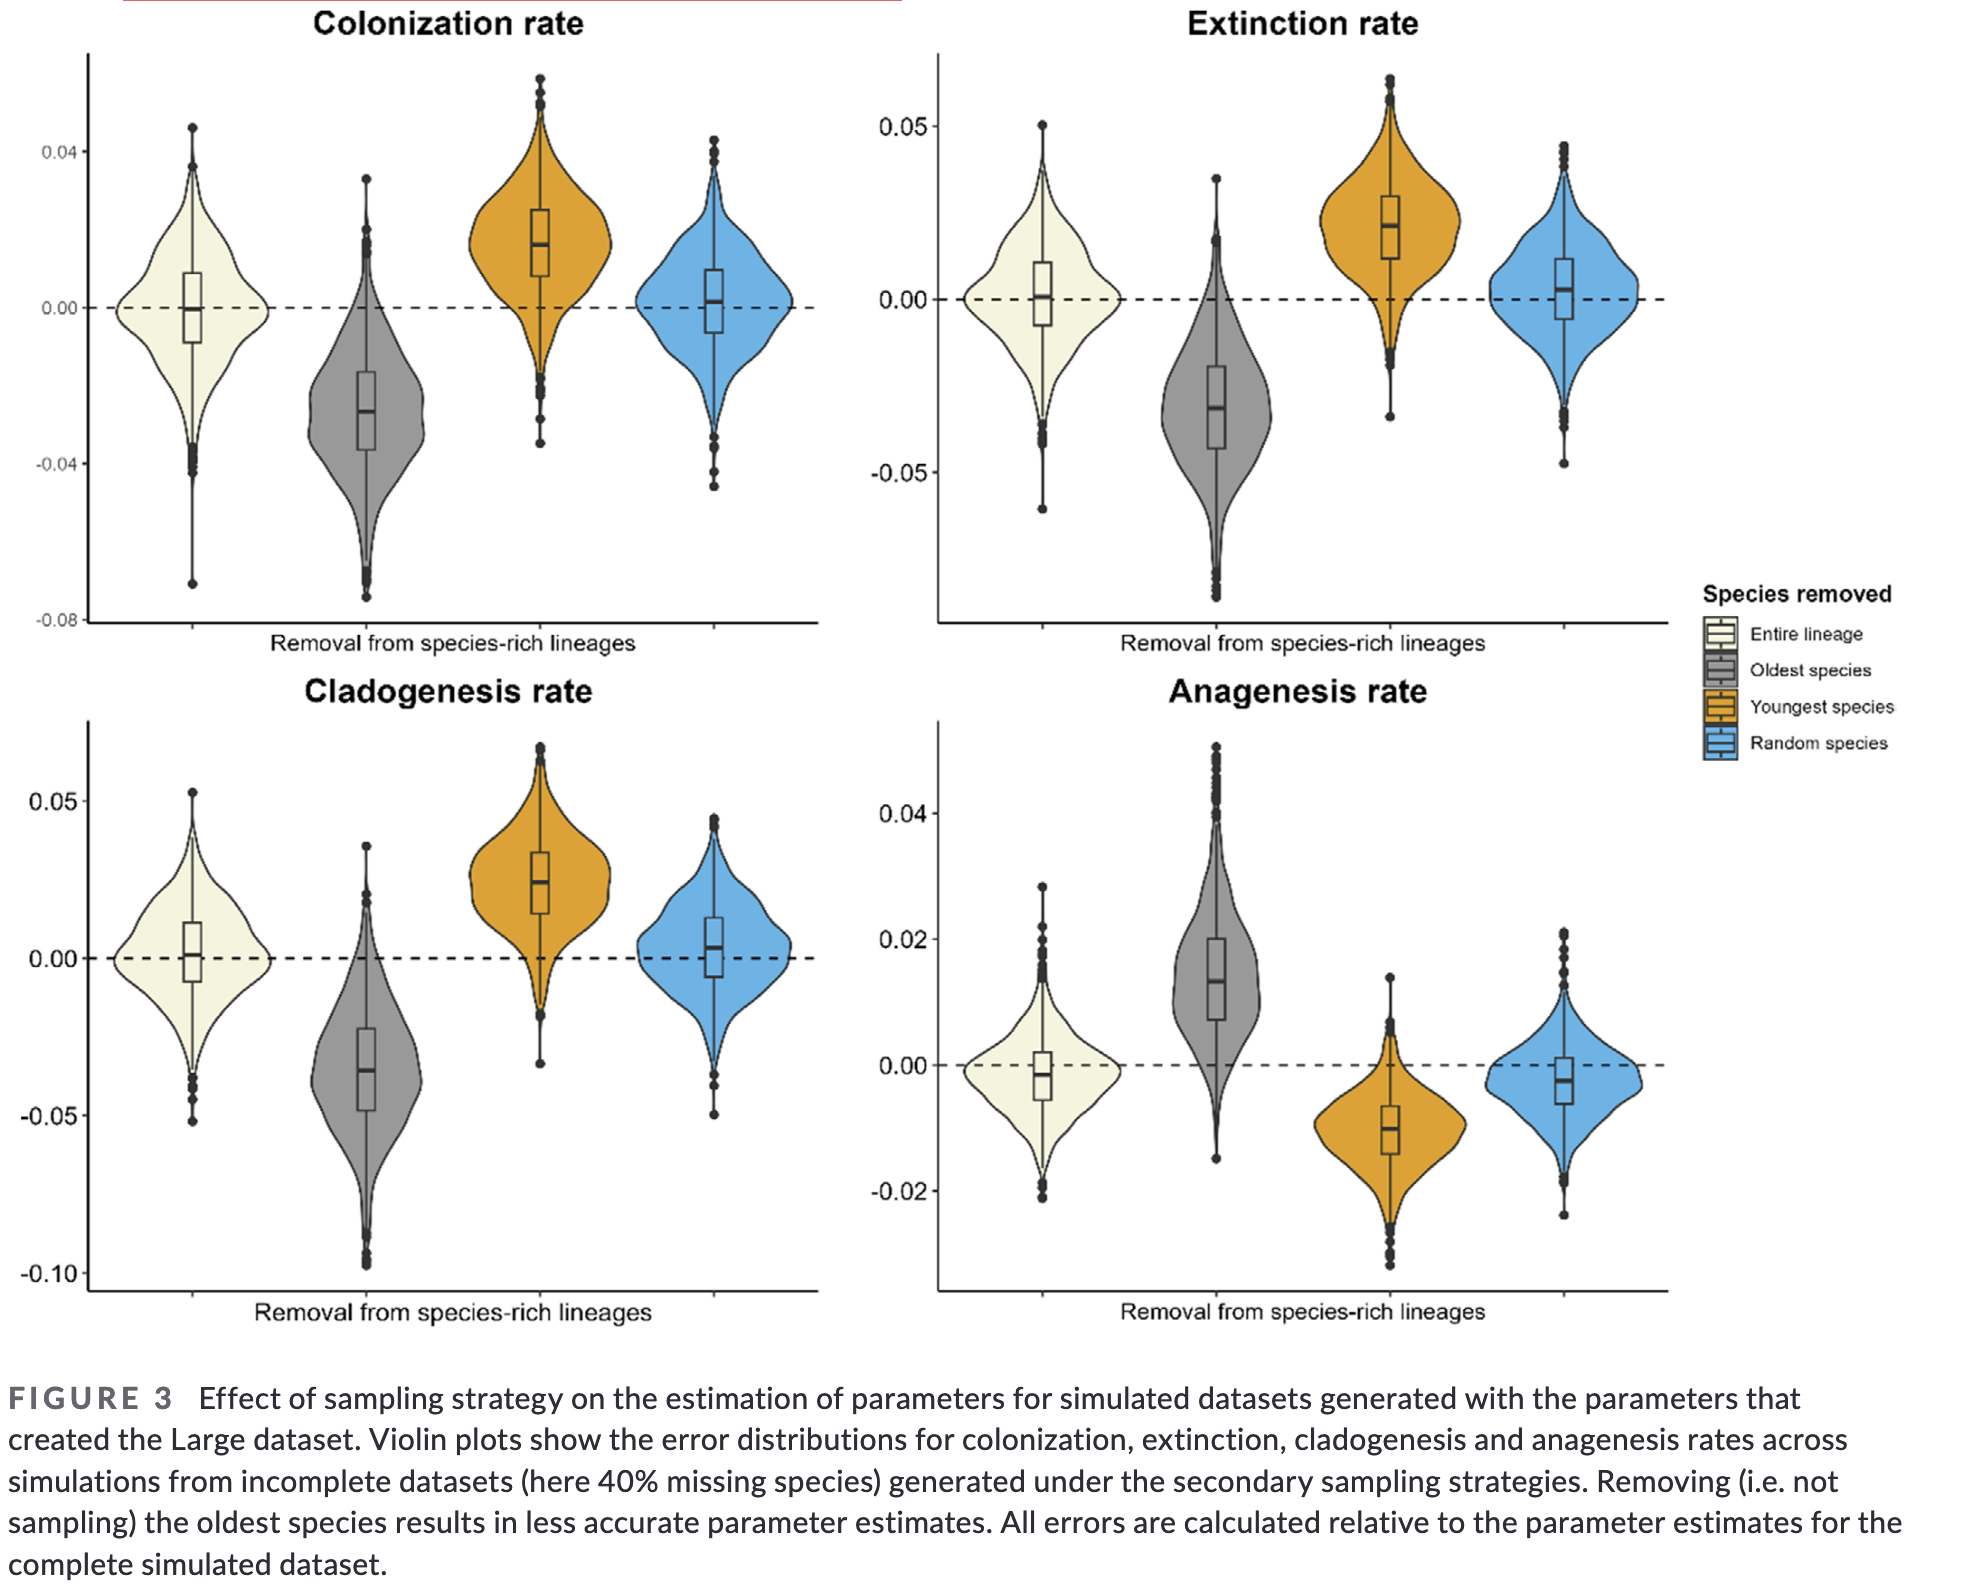 Colonization rate
0.04
0.00
-0.04
-0.08
Removal from species-rich lineages
Extinction rate
0.05
0.00
-0.05
Removal from species-rich lineages
Species removed
Entire lineage
Oldest species
Youngest species
Random species
Cladogenesis rate
0.05
0.00
-0.05
-0.10
Removal from species-rich lineages
Anagenesis rate
0.04
0.02
0.00
-0.02
Removal from species-rich lineages
FIGURE 3 Effect of sampling strategy on the estimation of parameters for simulated datasets generated with the parameters that
created the Large dataset. Violin plots show the error distributions for colonization, extinction, cladogenesis and anagenesis rates across
simulations from incomplete datasets (here 40% missing species) generated under the secondary sampling strategies. Removing (i.e. not
sampling) the oldest species results in less accurate parameter estimates. All errors are calculated relative to the parameter estimates for the
complete simulated dataset.